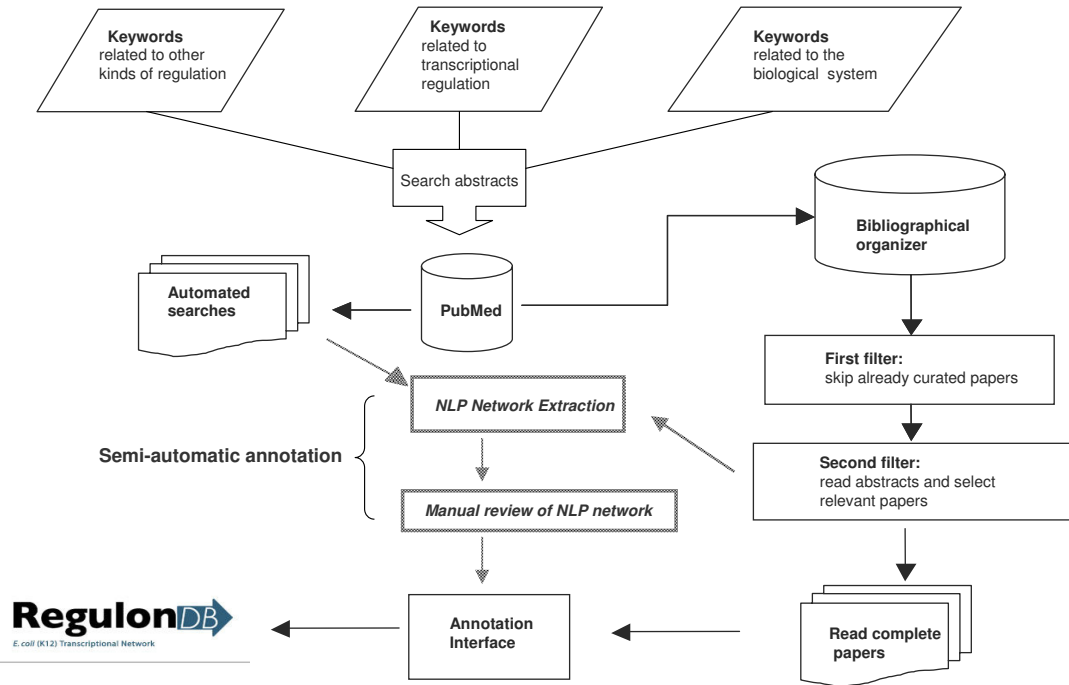 Keywords
related to other
kinds of regulation
Keywords
related to
transcriptional
regulation
Keywords
related to the
biological system
Search abstracts
Bibliographical
organizer
Automated
searches
PubMed
First filter:
skip already curated papers
NLP Network Extraction
Semi-automatic annotation
Second filter:
read abstracts and select
relevant papers
Manual review of NLP network
RegulonDB
E. coli (K12) Transcriptional Network
Annotation
Interface
Read complete
papers